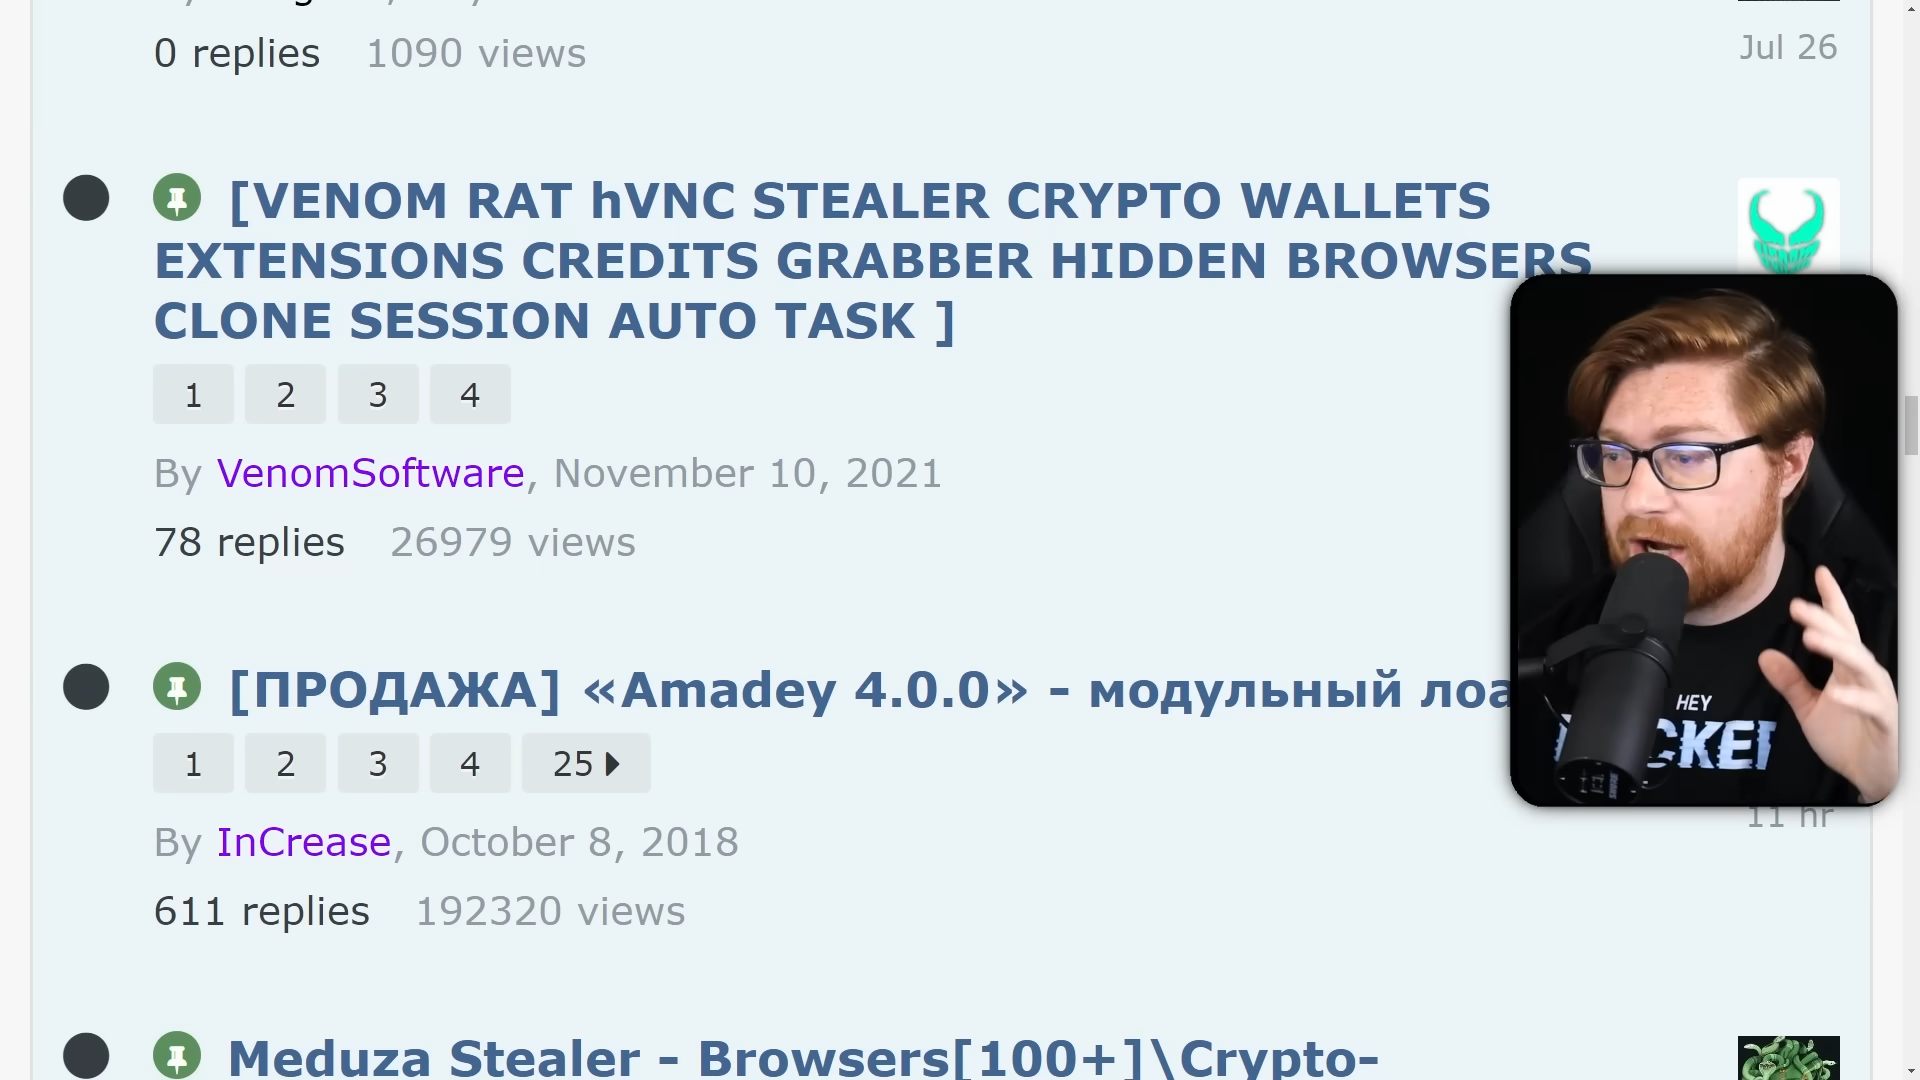 0 replies 1090 views
Jul 26
[VENOM RAT hVNC STEALER CRYPTO WALLETS
EXTENSIONS CREDITS GRABBER HIDDEN BROWSERS
CLONE SESSION AUTO TASK ]
1 2 3 4
By VenomSoftware, November 10, 2021
78 replies 26979 views
[ПРОДАЖА] «Amadey 4.0.0» - модульный
1 2 3 4 25
HEY
11 hr
By InCrease, October 8, 2018
611 replies 192320 views
Meduza Stealer - Browsers[100+]\Crypto-